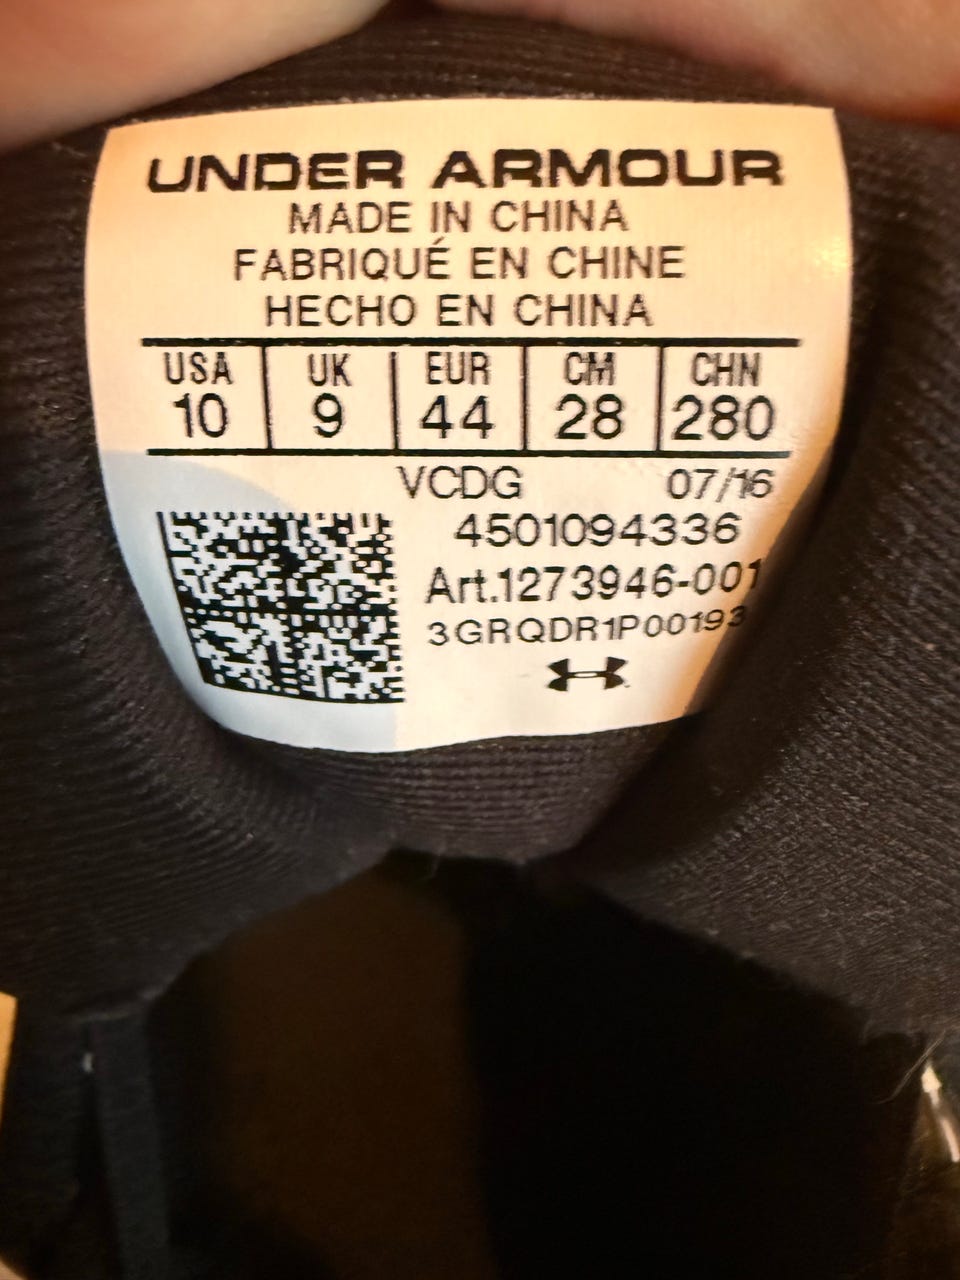 UNDER ARMOUR
MADE IN CHINA
FABRIQUÉ EN CHINE
HECHO EN CHINA
USA UK EUR CM CHN
10 9 44 28 280
VCDG 07/16
4501094336
Art.1273946-001
3GRQDR1P00193